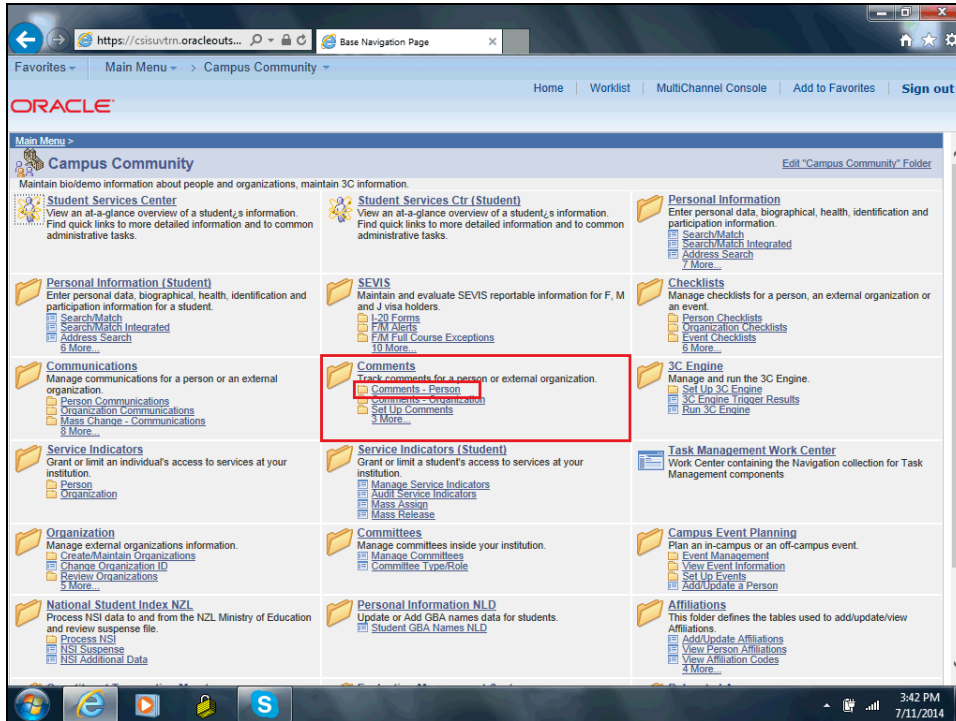 https://csisuvtrn.oracleouts...
Base Navigation Page
Favorites
Main Menu > Campus Community
Home | Worklist | MultiChannel Console | Add to Favorites | Sign out
ORACLE
Main Menu >
Campus Community
Edit "Campus Community" Folder
Maintain bio/demo information about people and organizations, maintain 3C information.
Student Services Center
View an at-a-glance overview of a student¿s information.
Find quick links to more detailed information and to common
administrative tasks.
Student Services Ctr (Student)
View an at-a-glance overview of a student¿s information.
Find quick links to more detailed information and to common
administrative tasks.
Personal Information
Enter personal data, biographical, health, identification and
participation information.
Search/Match
Search/Match Integrated
Address Search
7 More...
Personal Information (Student)
Enter personal data, biographical, health, identification and
participation information for a student.
Search/Match
Search/Match Integrated
Address Search
6 More...
SEVIS
Maintain and evaluate SEVIS reportable information for F, M
and J visa holders.
I-20 Forms
F/M Alerts
F/M Full Course Exceptions
10 More...
Checklists
Manage checklists for a person, an external organization or
an event.
Person Checklists
Organization Checklists
Event Checklists
6 More...
Communications
Manage communications for a person or an external
organization.
Person Communications
Organization Communications
Mass Change - Communications
8 More...
Comments
Track comments for a person or external organization.
Comments - Person
Comments - Organization
Set Up Comments
3 More...
3C Engine
Manage and run the 3C Engine.
Set Up 3C Engine
3C Engine Trigger Results
Run 3C Engine
Service Indicators
Grant or limit an individual's access to services at your
institution.
Person
Organization
Service Indicators (Student)
Grant or limit a student's access to services at your
institution.
Manage Service Indicators
Audit Service Indicators
Mass Assign
Mass Release
Task Management Work Center
Work Center containing the Navigation collection for Task
Management components
Organization
Manage external organizations information.
Create/Maintain Organizations
Change Organization ID
Review Organizations
5 More...
Committees
Manage committees inside your institution.
Manage Committees
Committee Type/Role
Campus Event Planning
Plan an in-campus or an off-campus event.
Event Management
View Event Information
Set Up Events
Add/Update a Person
National Student Index NZL
Process NSI data to and from the NZL Ministry of Education
and review suspense file.
Process NSI
NSI Suspense
NSI Additional Data
Personal Information NLD
Update or Add GBA names data for students.
Student GBA Names NLD
Affiliations
This folder defines the tables used to add/update/view
Affiliations.
Add/Update Affiliations
View Person Affiliations
View Affiliation Codes
4 More...
3:42 PM
7/11/2014